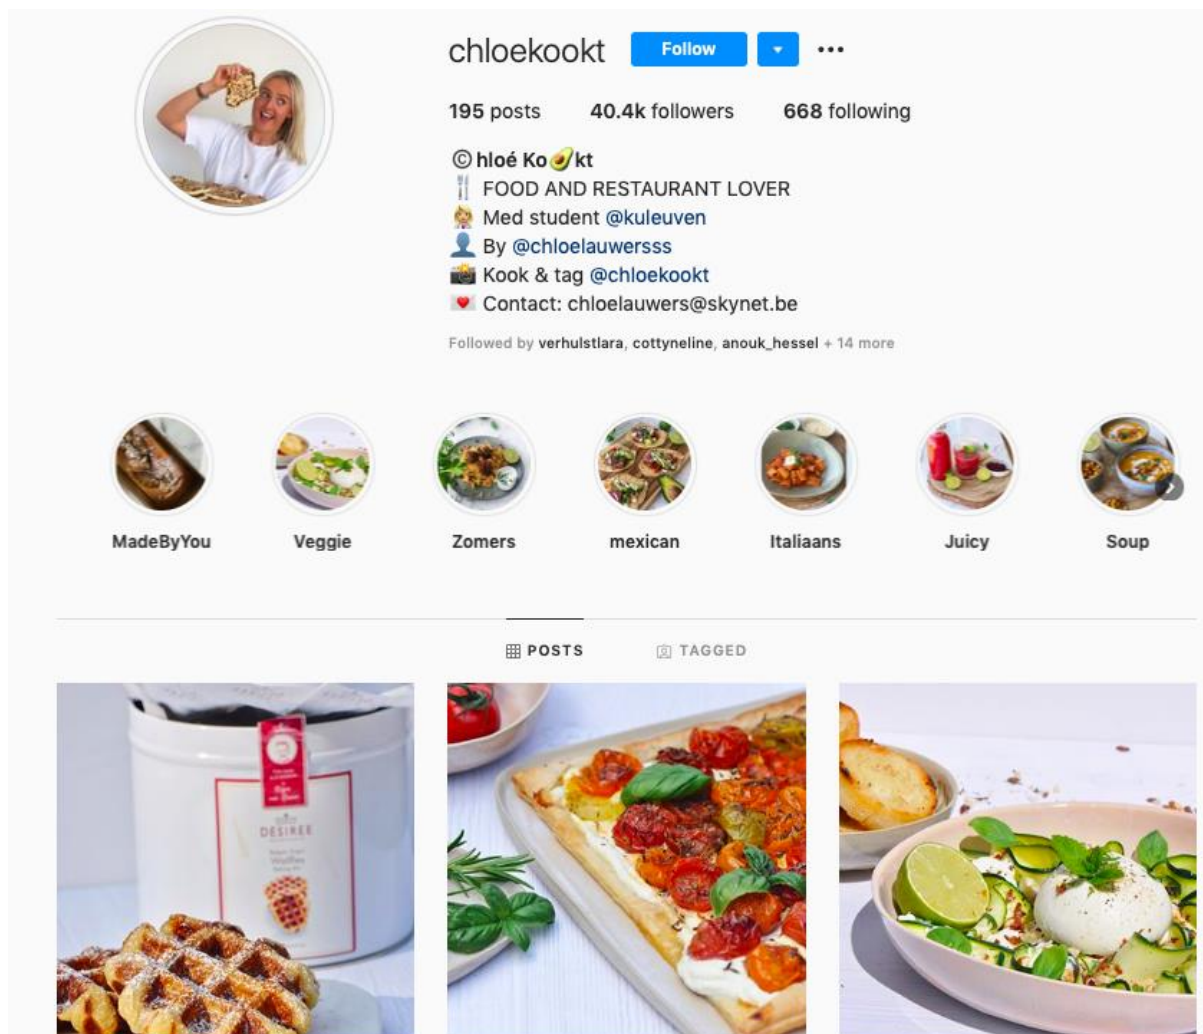 chloekookt Follow
195 posts 40.4k followers 668 following
©hloé Ko🥑kt
🍴 FOOD AND RESTAURANT LOVER
👩‍⚕️ Med student @kuleuven
👤 By @chloelauwersss
📸 Kook & tag @chloekookt
💌 Contact: chloelauwers@skynet.be
Followed by verhulstlara, cottyneline, anouk_hessel + 14 more
MadeByYou Veggie Zomers mexican Italiaans Juicy Soup
POSTS TAGGED
DÉSIRÉE
Waffles